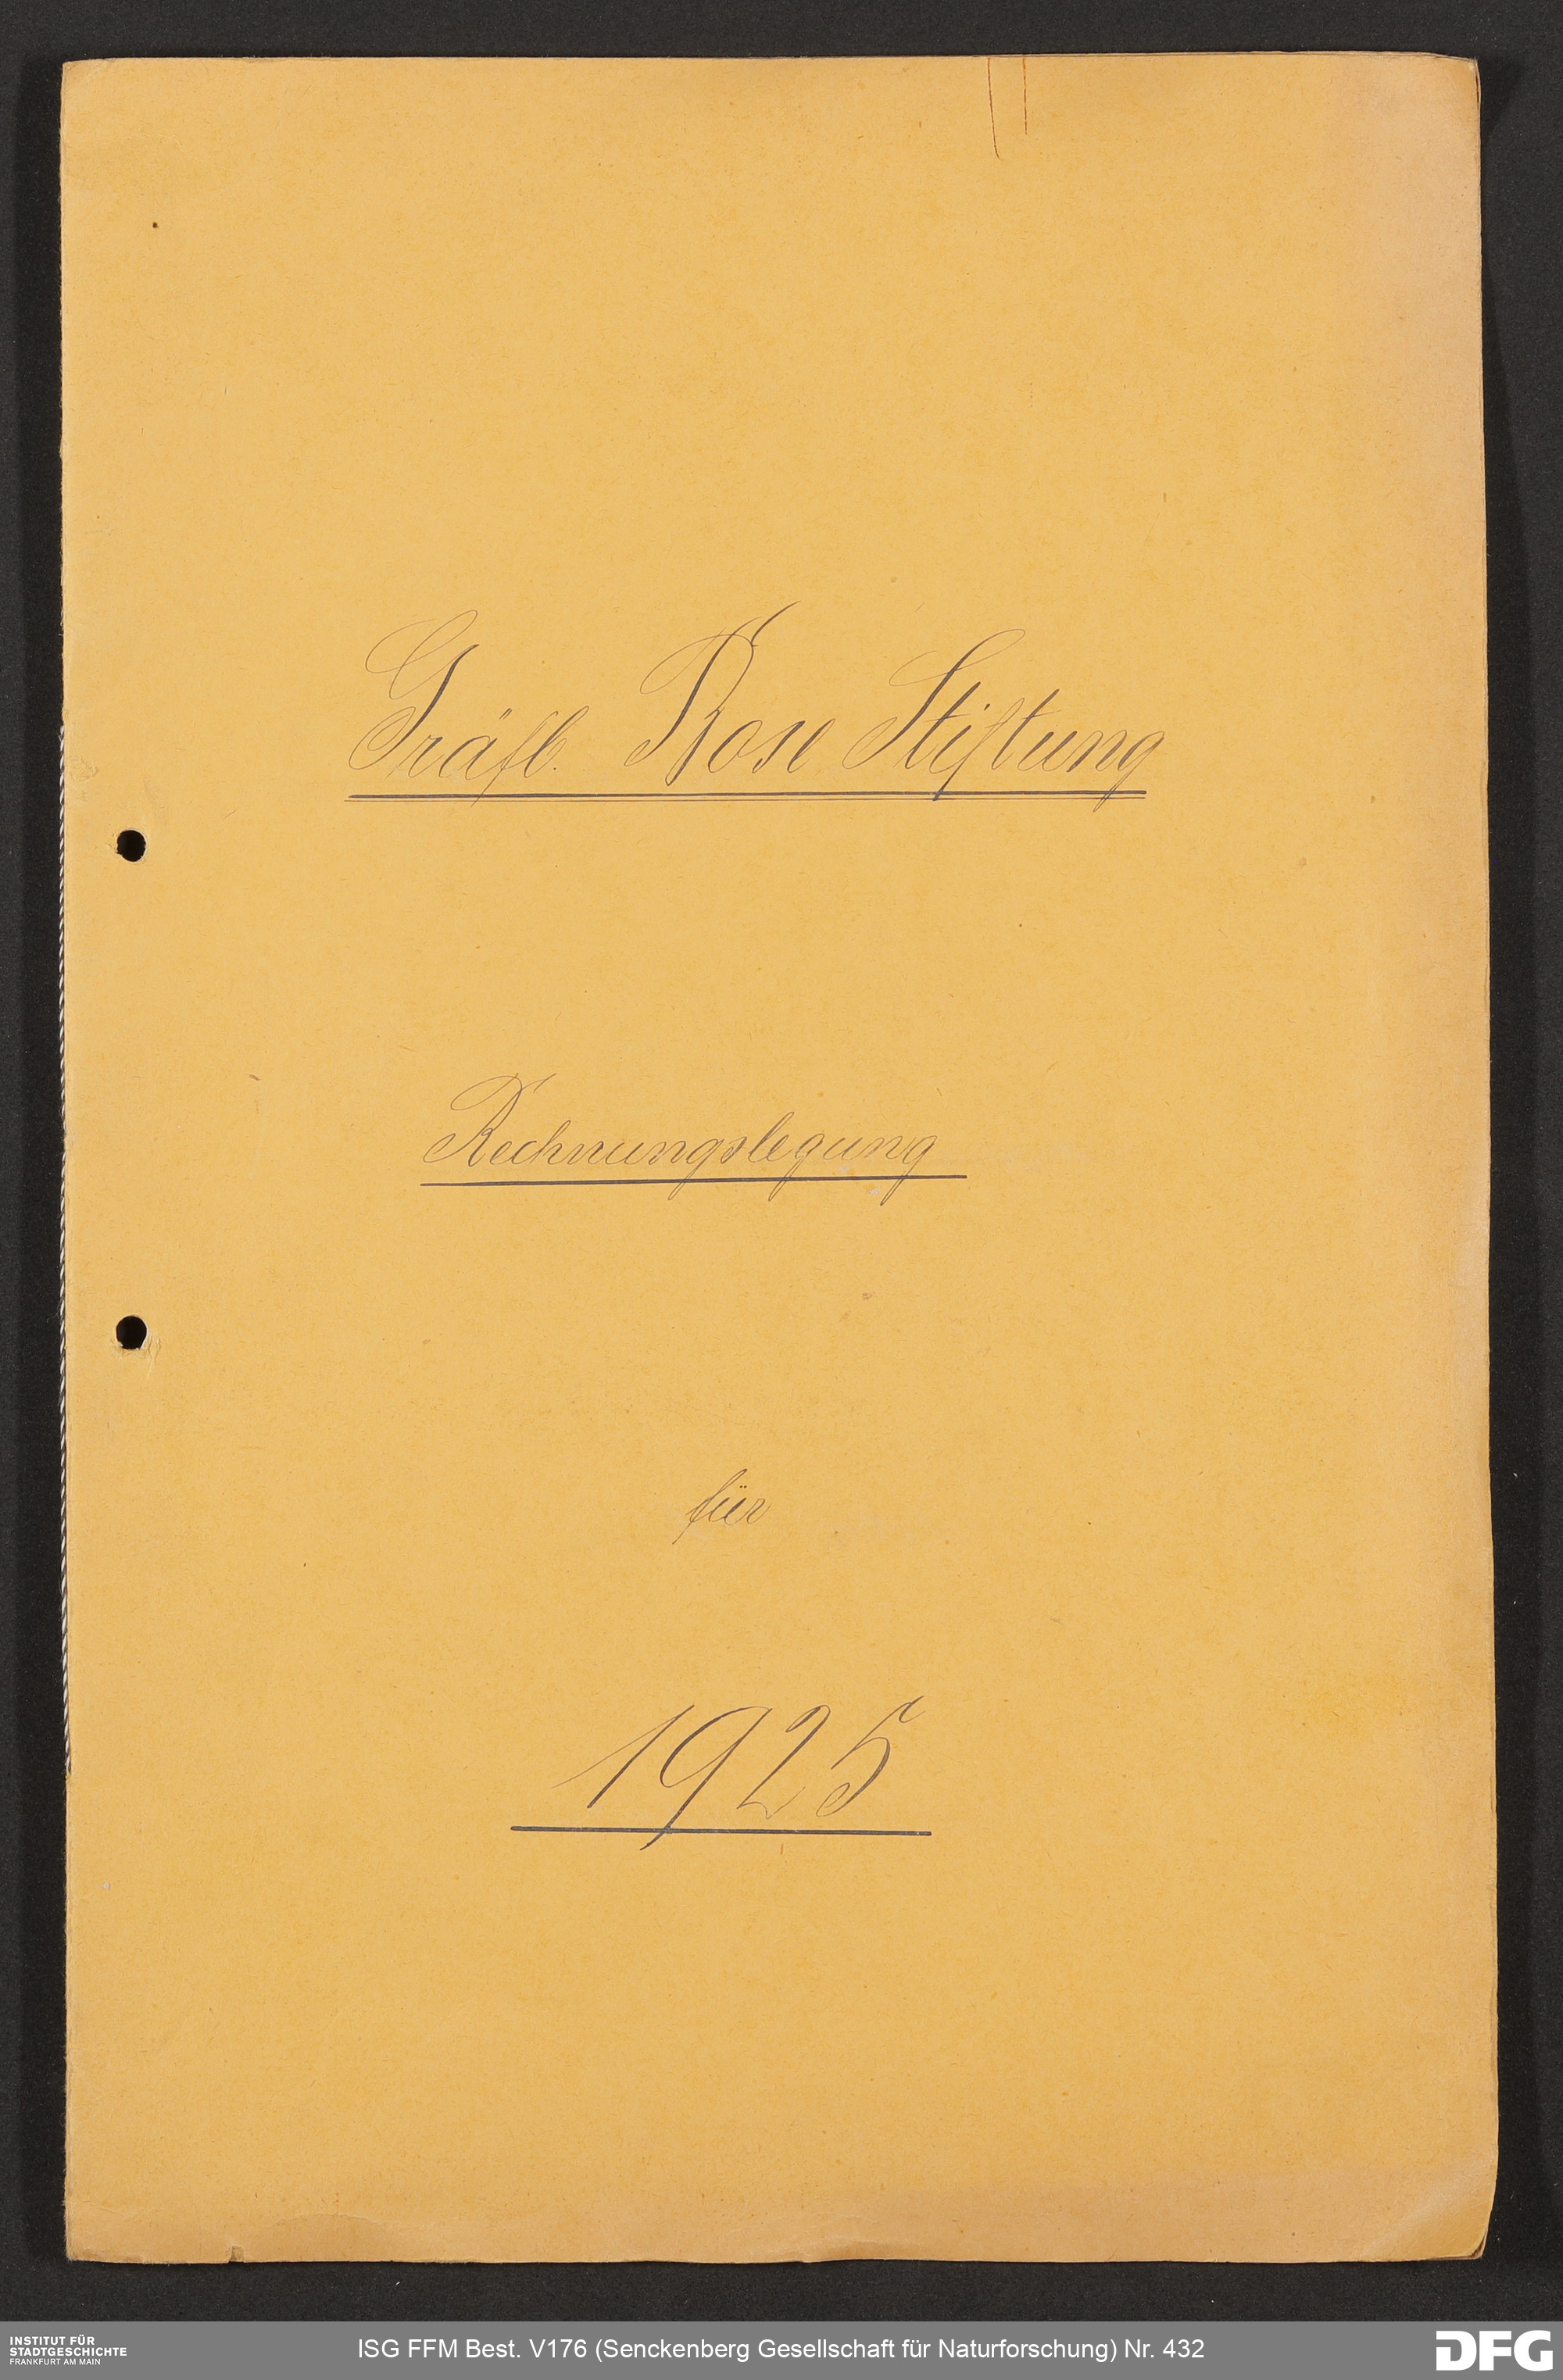 Gräfl. Bose Stiftung
Rechnungslegung
für
1925
INSTITUT FÜR
STADTGESCHICHTE
FRANKFURT AM MAIN
ISG FFM Best. V176 (Senckenberg Gesellschaft für Naturforschung) Nr. 432
DFG